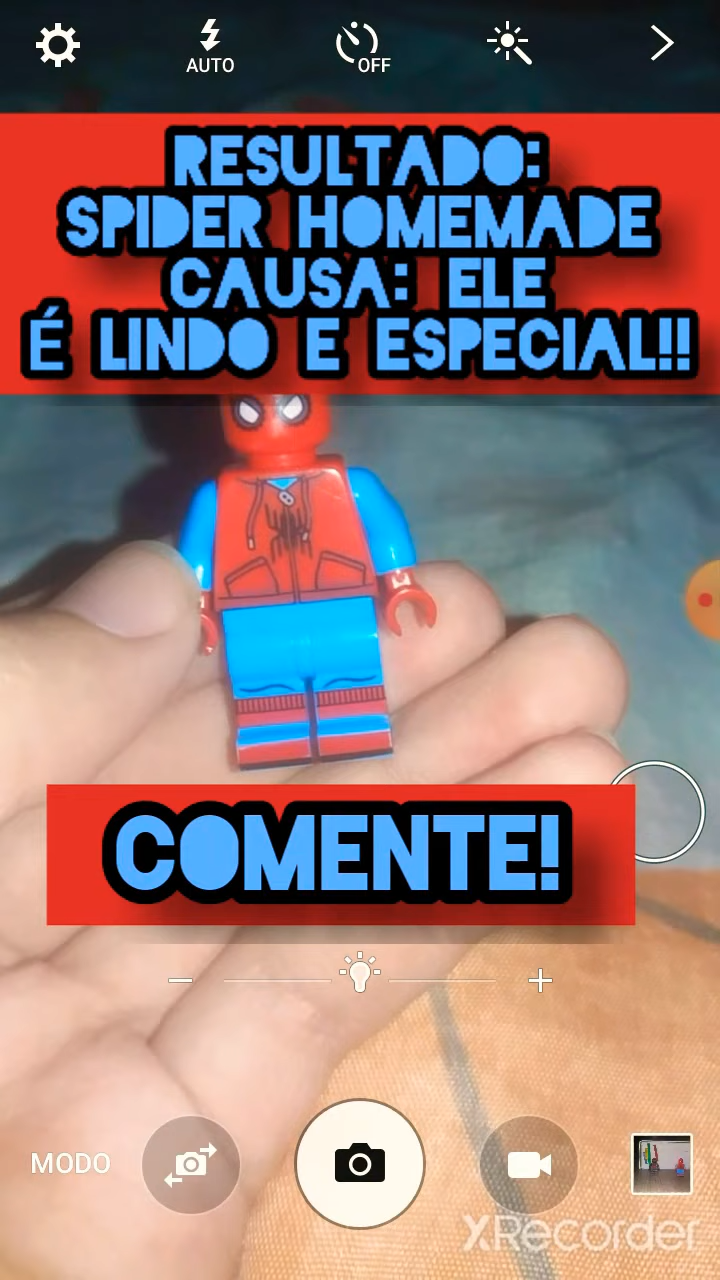 AUTO
OFF
RESULTADO:
SPIDER HOMEMADE
CAUSA: ELE
É LINDO E ESPECIAL!!
COMENTE!
MODO
XRecorder